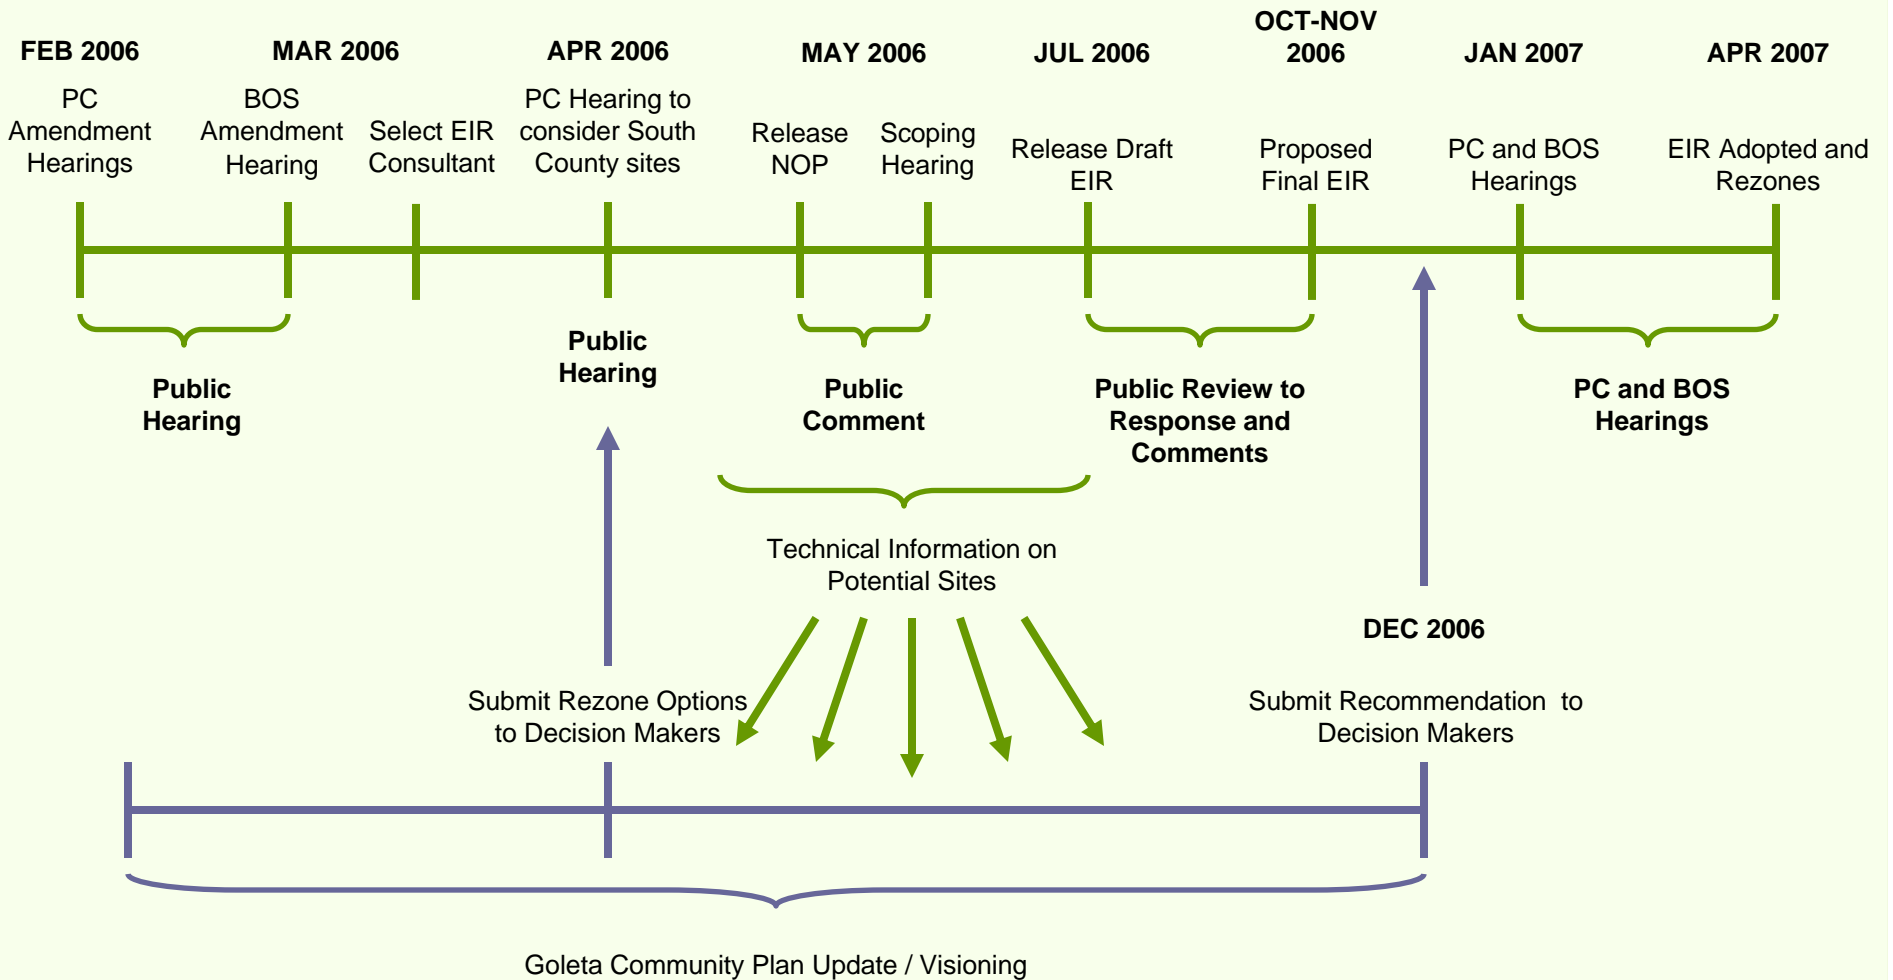 FEB 2006
MAR 2006
APR 2006
MAY 2006
JUL 2006
OCT-NOV
2006
JAN 2007
APR 2007
PC
Amendment
Hearings
BOS
Amendment
Hearing
Select EIR
Consultant
PC Hearing to
consider South
County sites
Release
NOP
Scoping
Hearing
Release Draft
EIR
Proposed
Final EIR
PC and BOS
Hearings
EIR Adopted and
Rezones
Public
Hearing
Public
Hearing
Public
Comment
Public Review to
Response and
Comments
PC and BOS
Hearings
Technical Information on
Potential Sites
DEC 2006
Submit Rezone Options
to Decision Makers
Submit Recommendation to
Decision Makers
Goleta Community Plan Update / Visioning